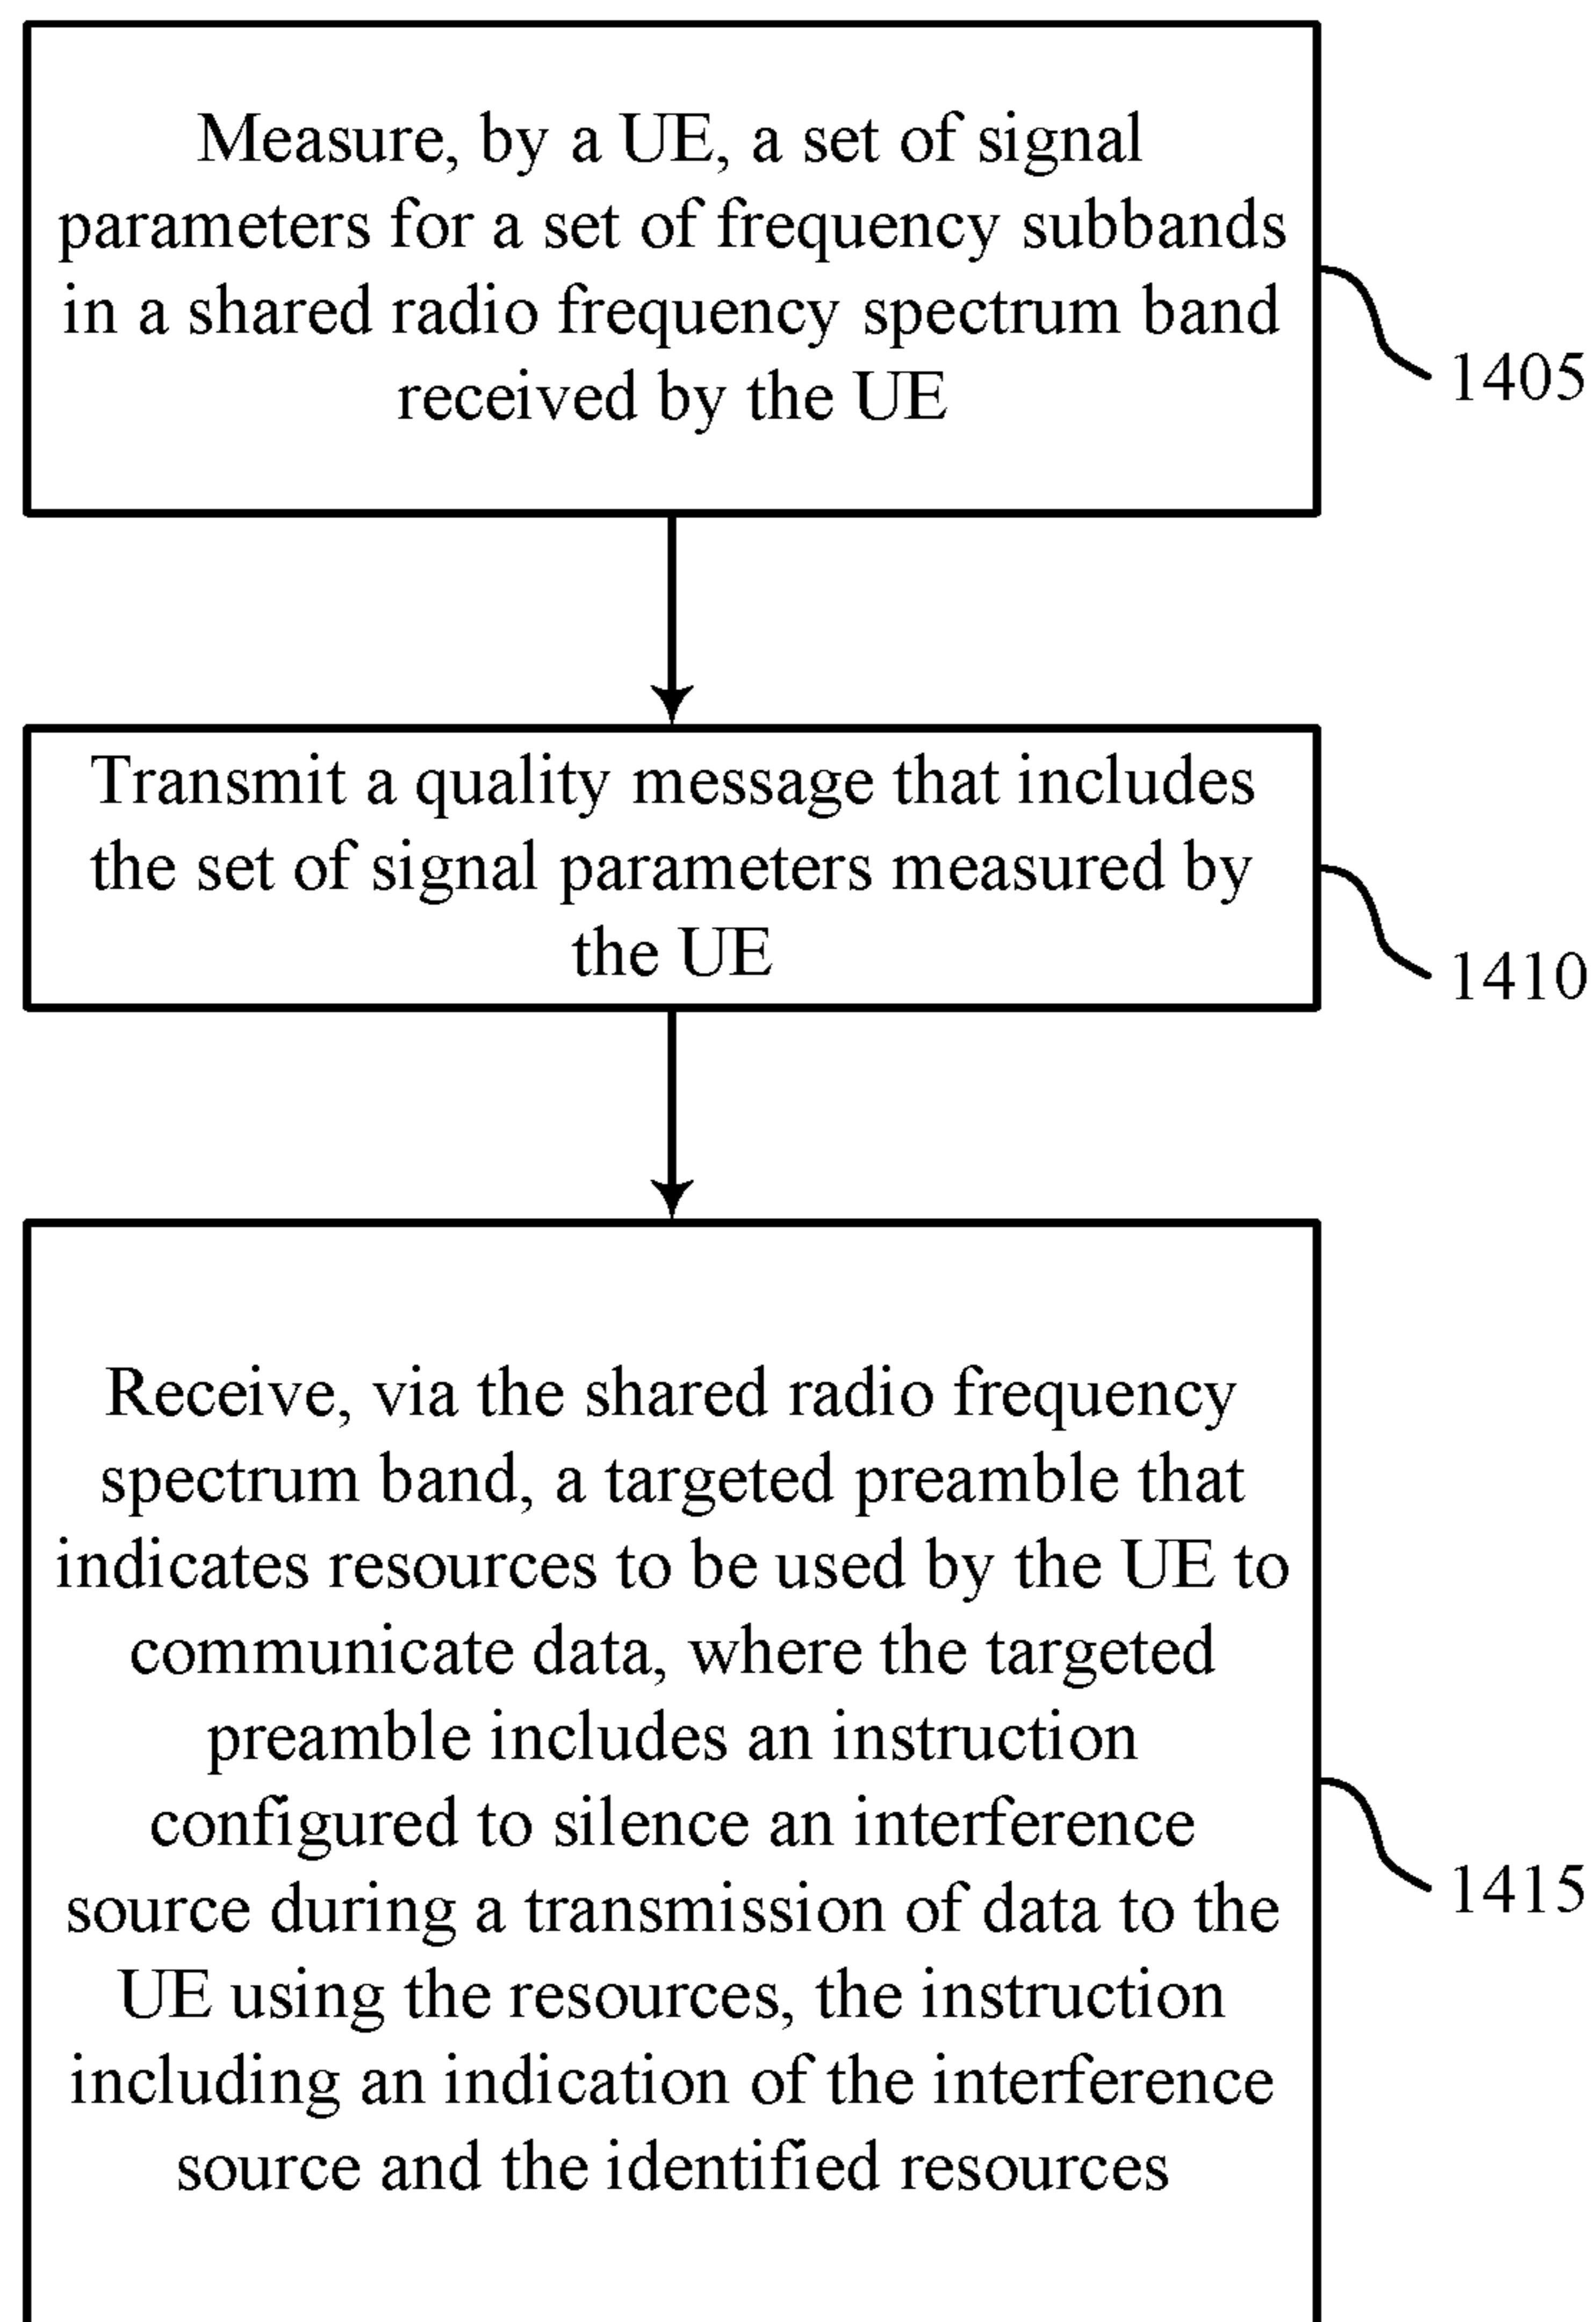 Measure, by a UE, a set of signal
parameters for a set of frequency subbands
in a shared radio frequency spectrum band
received by the UE
1405
Transmit a quality message that includes
the set of signal parameters measured by
the UE
1410
Receive, via the shared radio frequency
spectrum band, a targeted preamble that
indicates resources to be used by the UE to
communicate data, where the targeted
preamble includes an instruction
configured to silence an interference
source during a transmission of data to the
UE using the resources, the instruction
including an indication of the interference
source and the identified resources
1415